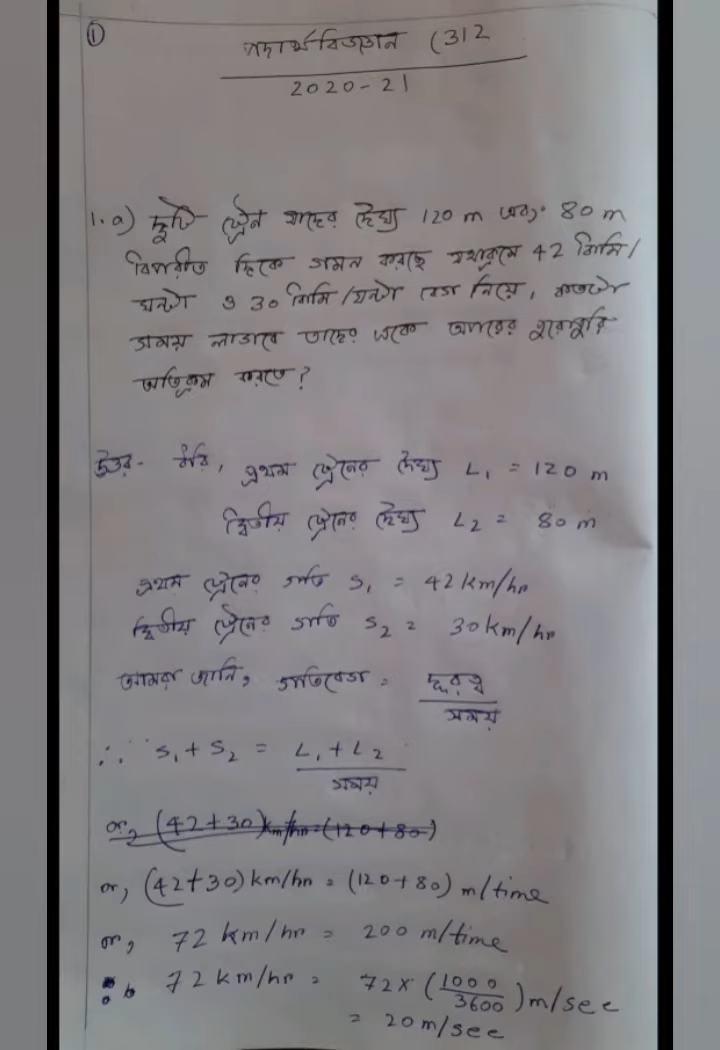 ①
পদার্থবিজ্ঞান (312
2020-21
1. a) দুটি ট্রেন যাদের দৈর্ঘ্য 120 m এবং 80 m
বিপরীত দিকে গমন করছে যথাক্রমে 42 কিমি/
ঘন্টা ও 30 কিমি/ঘন্টা বেগ নিয়ে, কতটা
সময় লাগবে তাদের একে অপরের পুরোপুরি
অতিক্রম করতে?
উত্তর- ধরি, প্রথম ট্রেনের দৈর্ঘ্য L₁ = 120 m
দ্বিতীয় ট্রেনের দৈর্ঘ্য L₂ = 80 m
প্রথম ট্রেনের গতি S₁ = 42 km/hr
দ্বিতীয় ট্রেনের গতি S₂ = 30 km/hr
আমরা জানি, গতিবেগ = দূরত্ব / সময়
∴ S₁ + S₂ = L₁ + L₂ / সময়
or, (42+30) km/hr = (120+80)
or, (42+30) km/hr = (120+80) m/time
or, 72 km/hr = 200 m/time
72 km/hr = 72 × (1000/3600) m/sec
= 20 m/sec